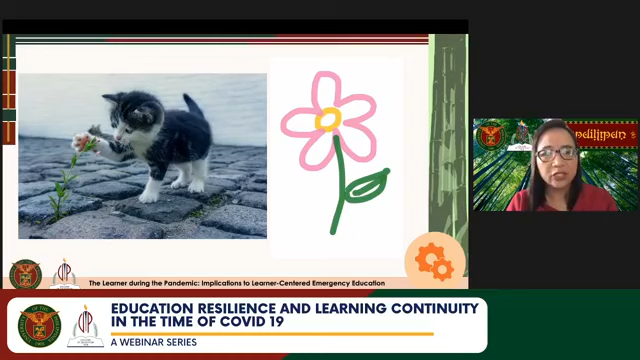 The Learner during the Pandemic: Implications to Learner-Centered Emergency Education
EDUCATION RESILIENCE AND LEARNING CONTINUITY
IN THE TIME OF COVID 19
A WEBINAR SERIES